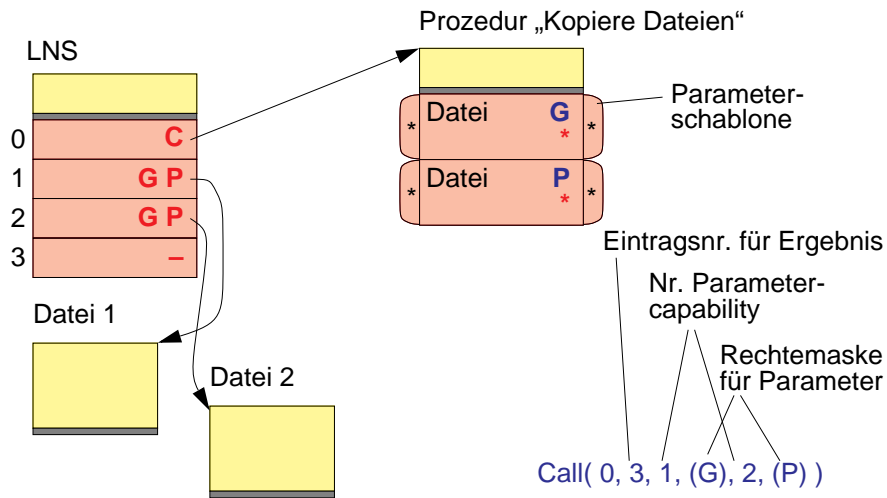 Prozedur „Kopiere Dateien“
LNS
Datei G
*
* *
Parameter-
schablone
0 C
1 G P
2 G P
3 –
Datei P
*
* *
Eintragsnr. für Ergebnis
Nr. Parameter-
capability
Rechtemaske
für Parameter
Datei 1
Datei 2
Call( 0, 3, 1, (G), 2, (P) )